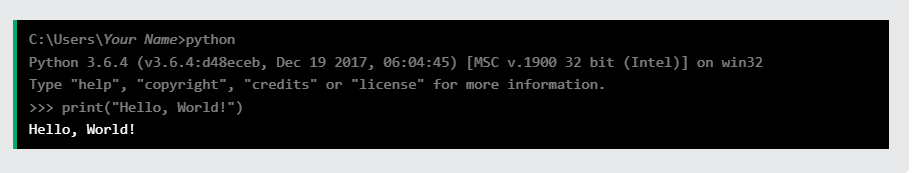 C:\Users\Your Name>python
Python 3.6.4 (v3.6.4:d48eceb, Dec 19 2017, 06:04:45) [MSC v.1900 32 bit (Intel)] on win32
Type "help", "copyright", "credits" or "license" for more information.
>>> print("Hello, World!")
Hello, World!